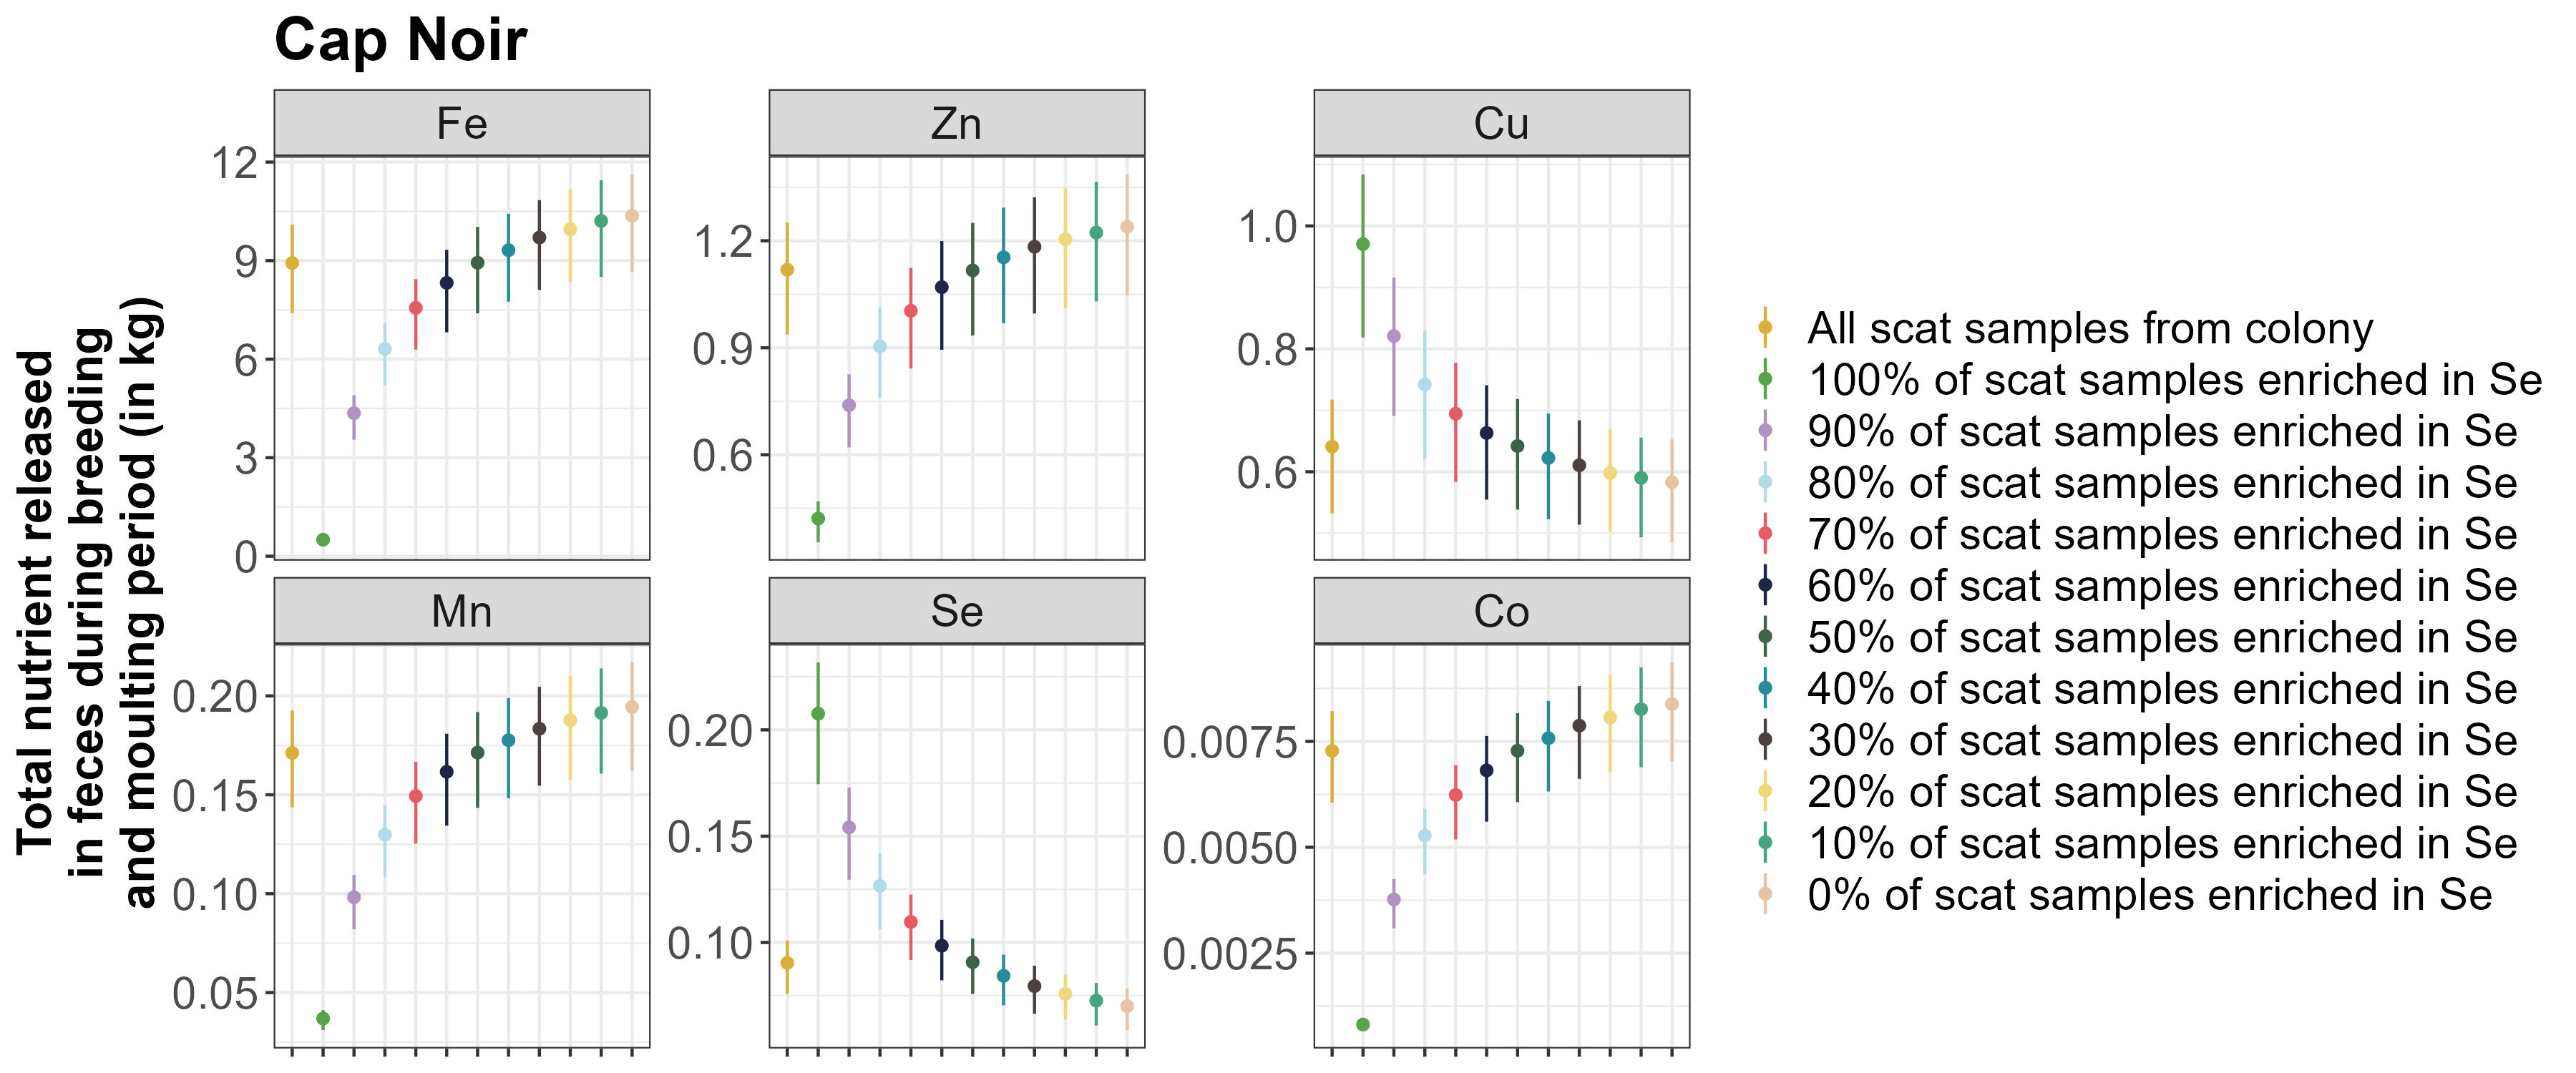 Cap Noir
Total nutrient released
in feces during breeding
and moulting period (in kg)
Fe
12
9
6
3
0
Zn
1.2
0.9
0.6
Cu
1.0
0.8
0.6
Mn
0.20
0.15
0.10
0.05
Se
0.20
0.15
0.10
Co
0.0075
0.0050
0.0025
All scat samples from colony
100% of scat samples enriched in Se
90% of scat samples enriched in Se
80% of scat samples enriched in Se
70% of scat samples enriched in Se
60% of scat samples enriched in Se
50% of scat samples enriched in Se
40% of scat samples enriched in Se
30% of scat samples enriched in Se
20% of scat samples enriched in Se
10% of scat samples enriched in Se
0% of scat samples enriched in Se